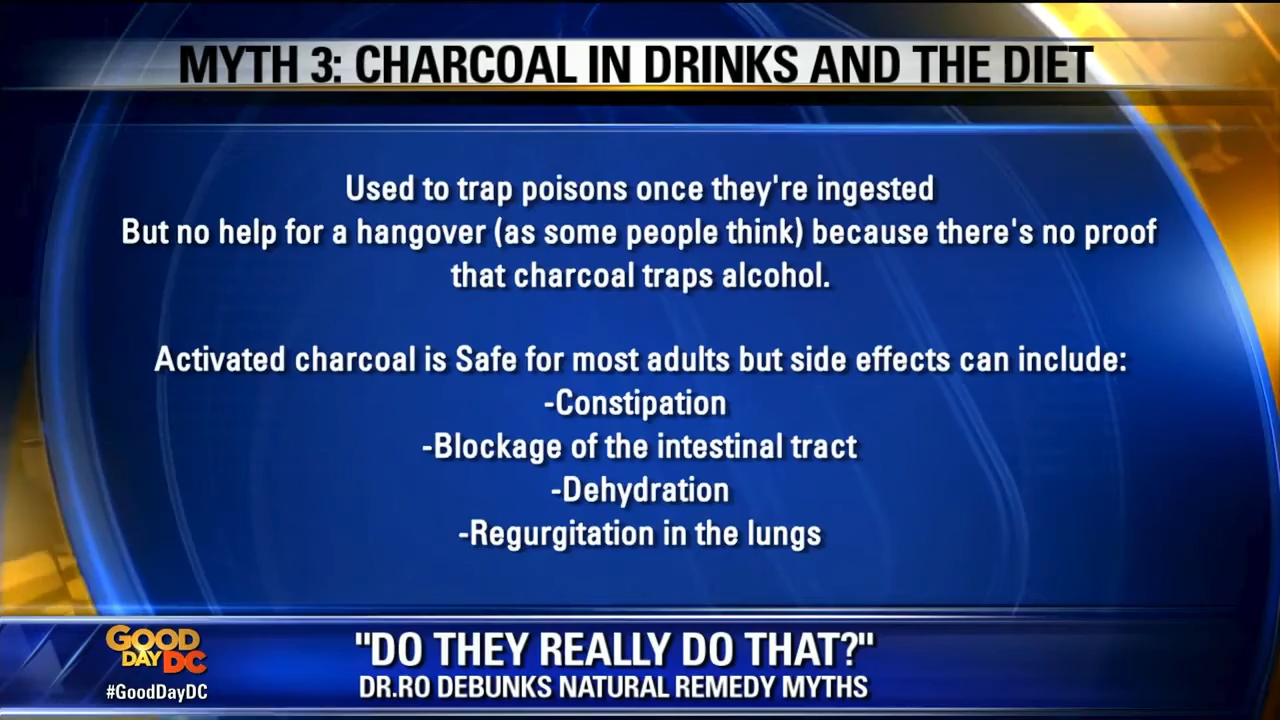 MYTH 3: CHARCOAL IN DRINKS AND THE DIET
Used to trap poisons once they're ingested
But no help for a hangover (as some people think) because there's no proof
that charcoal traps alcohol.
Activated charcoal is Safe for most adults but side effects can include:
-Constipation
-Blockage of the intestinal tract
-Dehydration
-Regurgitation in the lungs
GOOD
DAY DC
#GoodDayDC
"DO THEY REALLY DO THAT?"
DR.RO DEBUNKS NATURAL REMEDY MYTHS